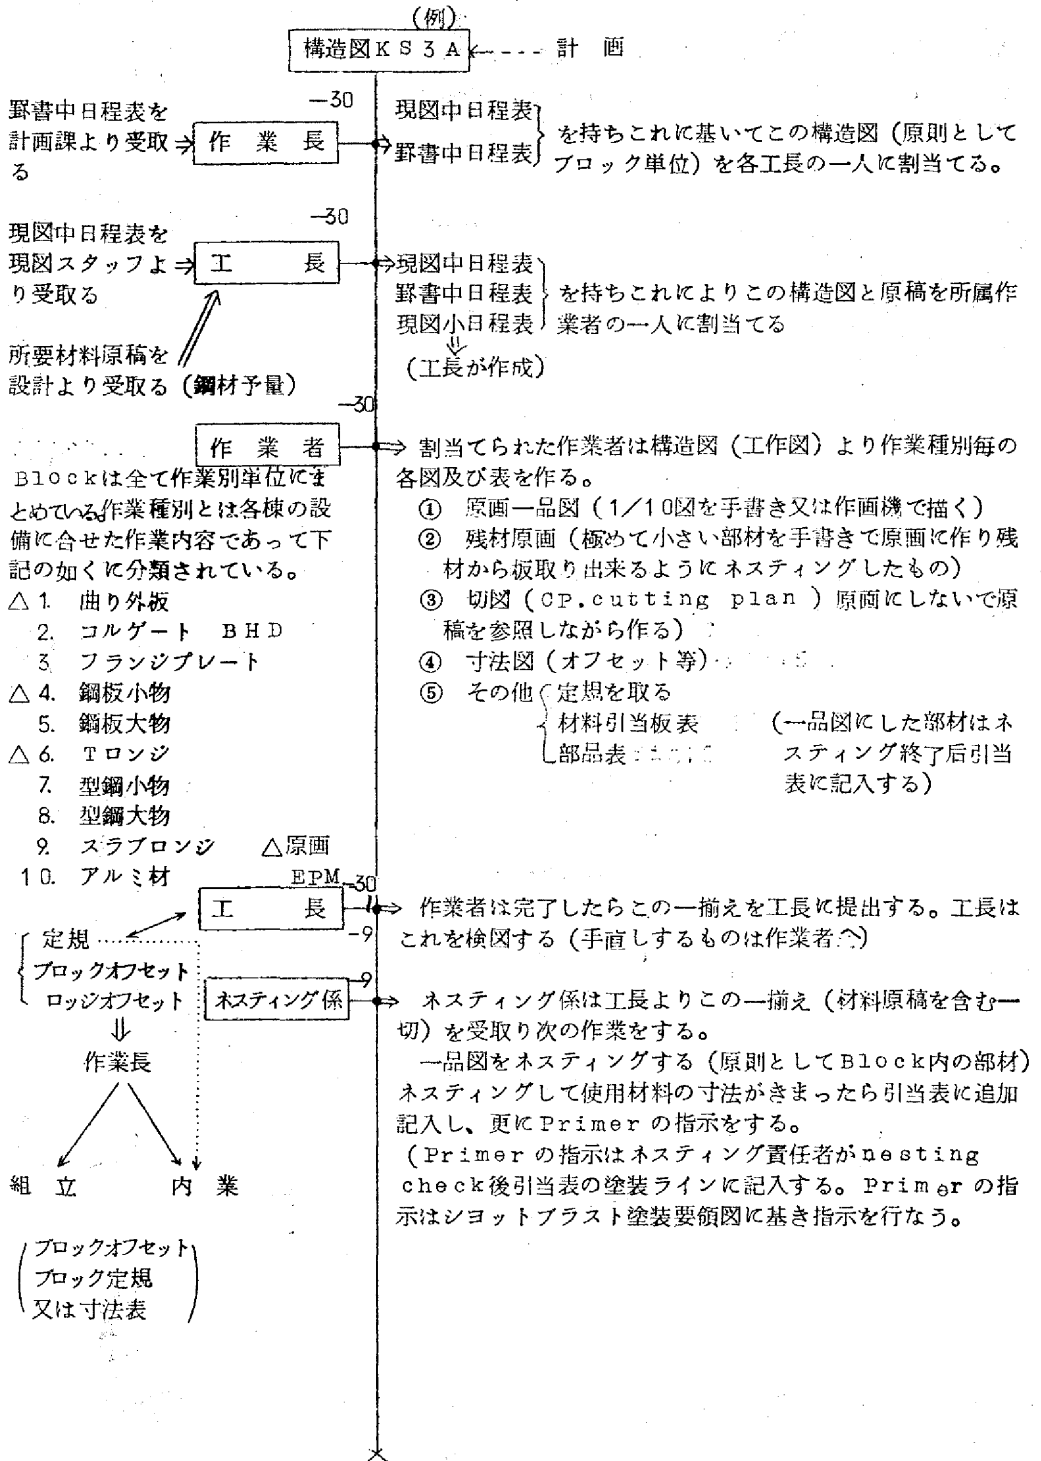 (例)
構造図KS3A ←---- 計 画
罫書中日程表を
計画課より受取
る
-30
作 業 長
現図中日程表
罫書中日程表
を持ちこれに基いてこの構造図(原則として
ブロック単位)を各工長の一人に割当てる。
現図中日程表を
現図スタッフよ
り受取る
-30
工 長
現図中日程表
罫書中日程表
現図小日程表
を持ちこれによりこの構造図と原稿を所属作
業者の一人に割当てる
(工長が作成)
所要材料原稿を
設計より受取る(鋼材予量)
-30
作 業 者
割当てられた作業者は構造図(工作図)より作業種別毎の
各図及び表を作る。
① 原画一品図(1/10図を手書き又は作画機で描く)
② 残材原画(極めて小さい部材を手書きで原画に作り残
材から板取り出来るようにネスティングしたもの)
③ 切図(CP.cutting plan)原画にしないで原
稿を参照しながら作る)
④ 寸法図(オフセット等)
⑤ その他 定規を取る
材料引当板表
部品表
(一品図にした部材はネ
スティング終了后引当
表に記入する)
Blockは全て作業別単位にま
とめている。作業種別とは各棟の設
備に合せた作業内容であって下
記の如くに分類されている。
△1. 曲り外板
2. コルゲート BHD
3. フランジプレート
△4. 鋼板小物
5. 鋼板大物
△6. Tロンジ
7. 型鋼小物
8. 型鋼大物
9. スラブロンジ △原画
10. アルミ材 EPM
-30
工 長
-9
作業者は完了したらこの一揃えを工長に提出する。工長は
これを検図する(手直しするものは作業者へ)
定規
ブロックオフセット
ロッジオフセット
作業長
組 立 内 業
(ブロックオフセット
ブロック定規
又は寸法表)
-9
ネスティング係
ネスティング係は工長よりこの一揃え(材料原稿を含む一
切)を受取り次の作業をする。
一品図をネスティングする(原則としてBlock内の部材)
ネスティングして使用材料の寸法がきまったら引当表に追加
記入し、更にPrimerの指示をする。
(Primerの指示はネスティング責任者がnesting
check後引当表の塗装ラインに記入する。Primerの指
示はショットブラスト塗装要領図に基き指示を行なう。